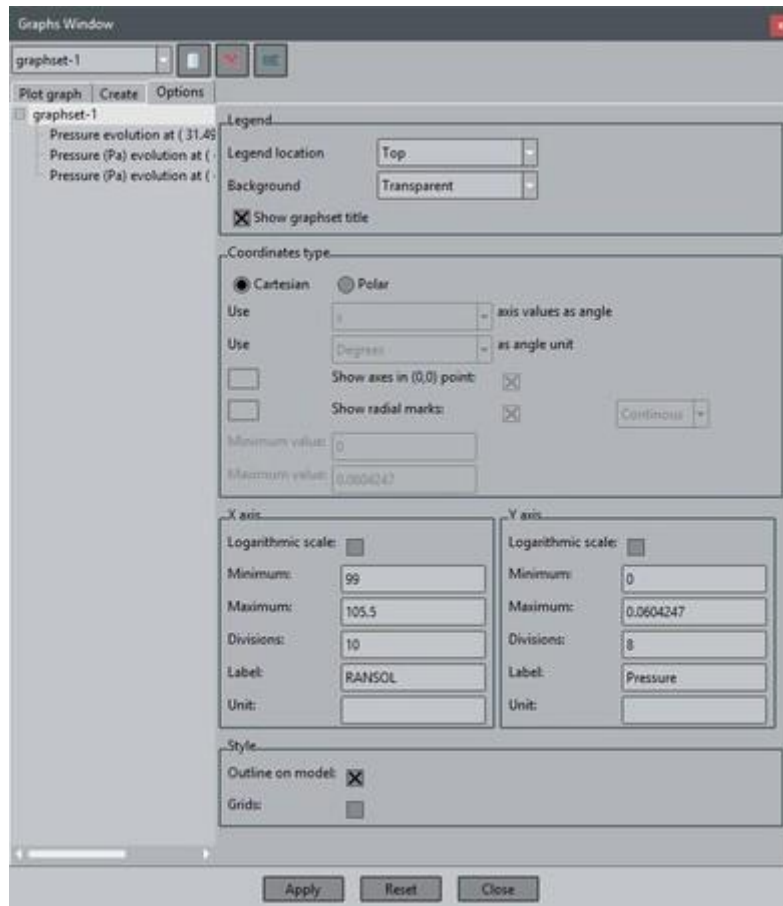 Graphs Window
graphset-1
Plot graph Create Options
graphset-1
Pressure evolution at ( 31.49
Pressure (Pa) evolution at (
Pressure (Pa) evolution at (
Legend
Legend location Top
Background Transparent
Show graphset title
Coordinates type
Cartesian Polar
Use x axis values as angle
Use Degrees as angle unit
Show axes in (0,0) point:
Show radial marks: Continous
Minimum value: 0
Maximum value: 0.0604247
X axis
Logarithmic scale:
Minimum: 99
Maximum: 105.5
Divisions: 10
Label: RANSOL
Unit:
Y axis
Logarithmic scale:
Minimum: 0
Maximum: 0.0604247
Divisions: 8
Label: Pressure
Unit:
Style
Outline on model:
Grids:
Apply Reset Close